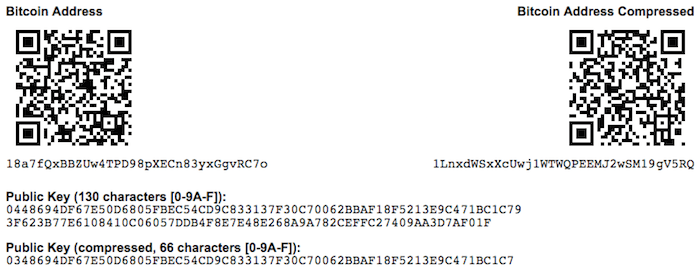 Bitcoin Address
Bitcoin Address Compressed
18a7fQxBBZUw4TPD98pXECn83yxGgvRC7o
1LnxdWSxXcUwj1WTWQPEEMJ2wSM19gV5RQ
Public Key (130 characters [0-9A-F]):
0448694DF67E50D6805FBEC54CD9C833137F30C70062BBAF18F5213E9C471BC1C79
3F623B77E6108410C06057DDB4F8E7E48E268A9A782CEFFC27409AA3D7AF01F
Public Key (compressed, 66 characters [0-9A-F]):
0348694DF67E50D6805FBEC54CD9C833137F30C70062BBAF18F5213E9C471BC1C7